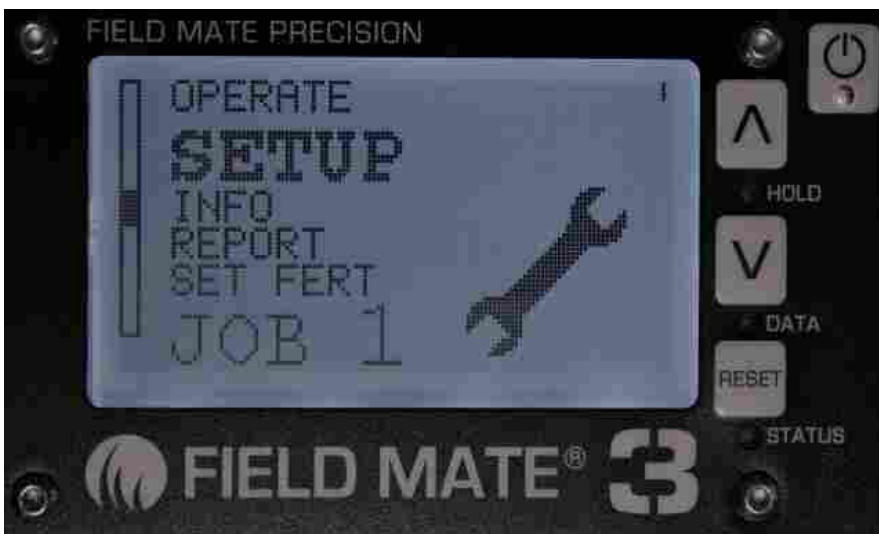 FIELD MATE PRECISION
OPERATE
SETUP
INFO
REPORT
SET FERT
JOB 1
HOLD
DATA
RESET
STATUS
FIELD MATE® 3